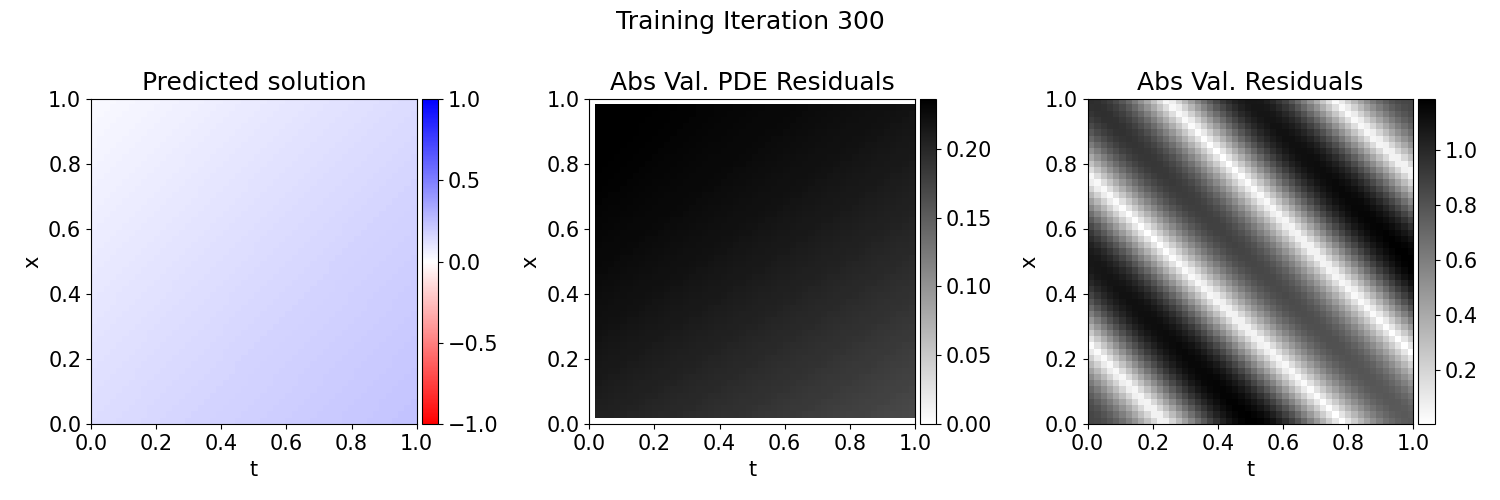 Training Iteration 300
Predicted solution
1.0
0.8
0.6
0.4
0.2
0.0
x
0.0 0.2 0.4 0.6 0.8 1.0
t
1.0
0.5
0.0
−0.5
−1.0
Abs Val. PDE Residuals
1.0
0.8
0.6
0.4
0.2
0.0
x
0.0 0.2 0.4 0.6 0.8 1.0
t
0.20
0.15
0.10
0.05
0.00
Abs Val. Residuals
1.0
0.8
0.6
0.4
0.2
0.0
x
0.0 0.2 0.4 0.6 0.8 1.0
t
1.0
0.8
0.6
0.4
0.2